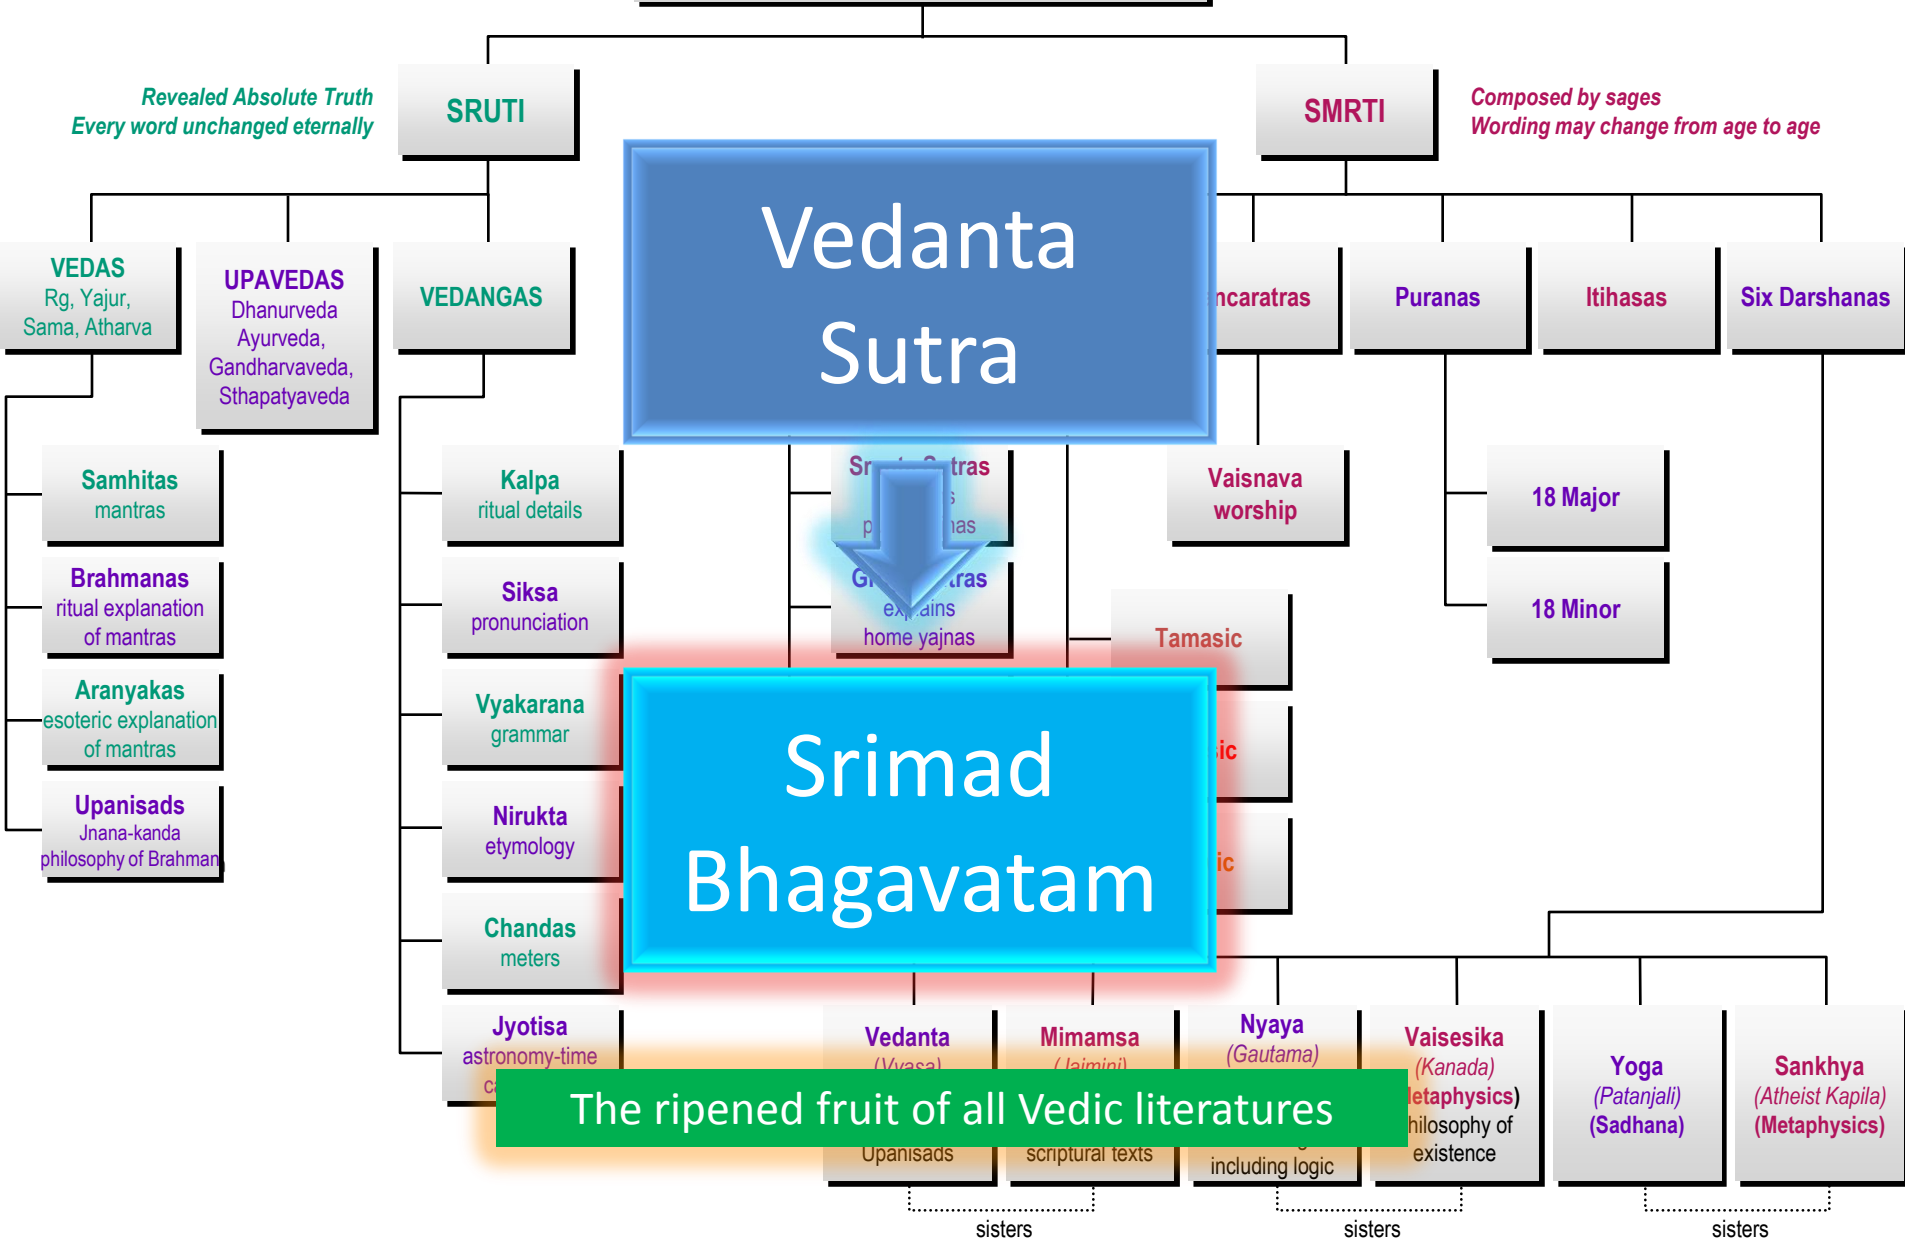 Revealed Absolute Truth
Every word unchanged eternally
SRUTI
SMRTI
Composed by sages
Wording may change from age to age
Vedanta
Sutra
VEDAS
Rg, Yajur,
Sama, Atharva
UPAVEDAS
Dhanurveda
Ayurveda,
Gandharvaveda,
Sthapatyaveda
VEDANGAS
Puranas
Itihasas
Six Darshanas
Samhitas
mantras
Brahmanas
ritual explanation
of mantras
Aranyakas
esoteric explanation
of mantras
Upanisads
Jnana-kanda
philosophy of Brahman
Kalpa
ritual details
Siksa
pronunciation
Vyakarana
grammar
Nirukta
etymology
Chandas
meters
Jyotisa
astronomy-time
explains
home yajnas
Vaisnava
worship
18 Major
18 Minor
Tamasic
Srimad
Bhagavatam
Vedanta
(Vyasa)
Upanisads
Mimamsa
(Jaimini)
scriptural texts
Nyaya
(Gautama)
including logic
Vaisesika
(Kanada)
of
existence
Yoga
(Patanjali)
(Sadhana)
Sankhya
(Atheist Kapila)
(Metaphysics)
The ripened fruit of all Vedic literatures
sisters
sisters
sisters